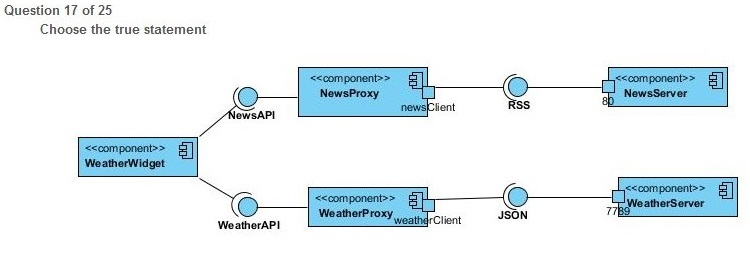 Question 17 of 25
Choose the true statement
<<component>>
NewsProxy
newsClient
NewsAPI
RSS
<<component>>
NewsServer
80
<<component>>
WeatherWidget
<<component>>
WeatherProxy
weatherClient
WeatherAPI
JSON
<<component>>
WeatherServer
7789